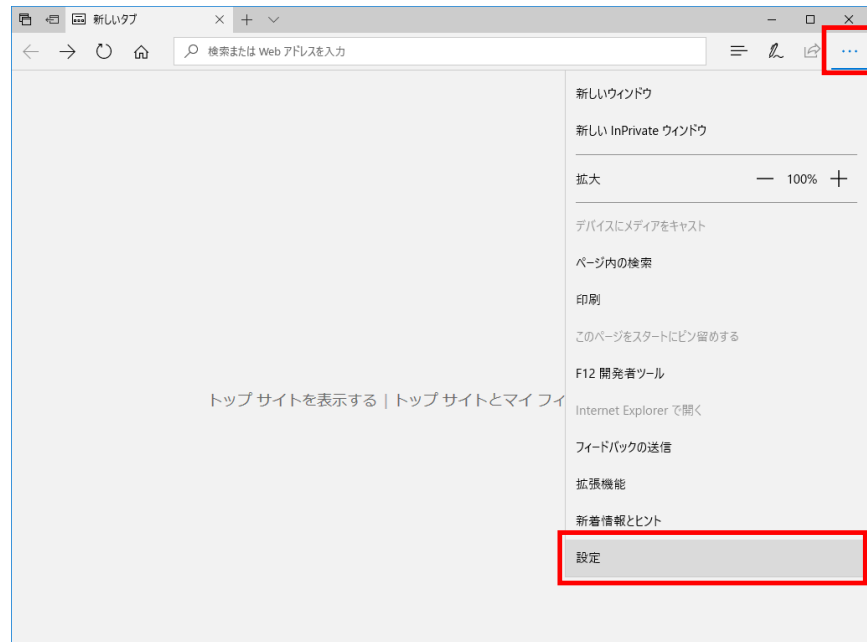 新しいタブ
検索または Web アドレスを入力
新しいウィンドウ
新しい InPrivate ウィンドウ
拡大 100%
デバイスにメディアをキャスト
ページ内の検索
印刷
このページをスタートにピン留めする
F12 開発者ツール
トップ サイトを表示する | トップ サイトとマイ フィ
Internet Explorer で開く
フィードバックの送信
拡張機能
新着情報とヒント
設定